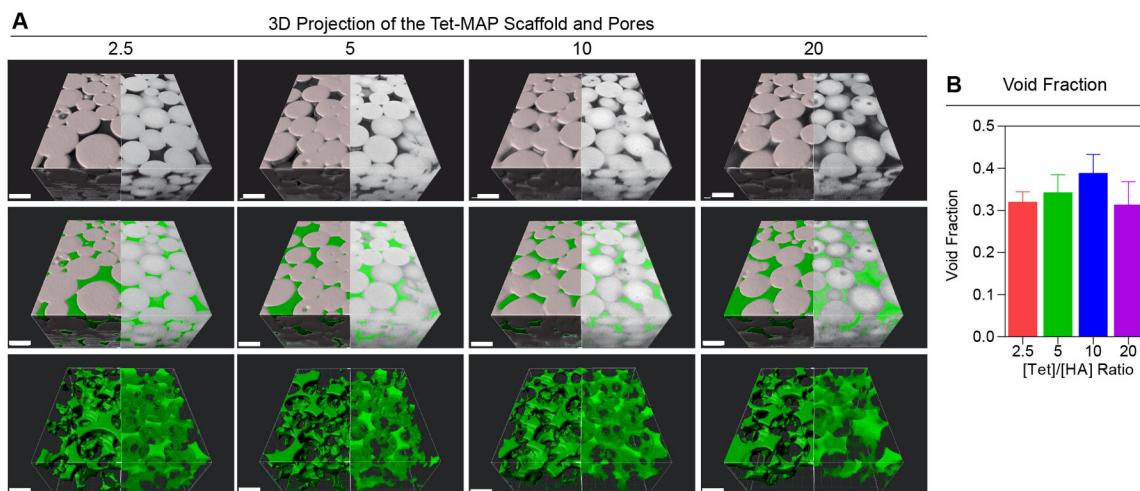 A
3D Projection of the Tet-MAP Scaffold and Pores
2.5 5 10 20
B Void Fraction
Void Fraction
0.5
0.4
0.3
0.2
0.1
0.0
2.5 5 10 20
[Tet]/[HA] Ratio